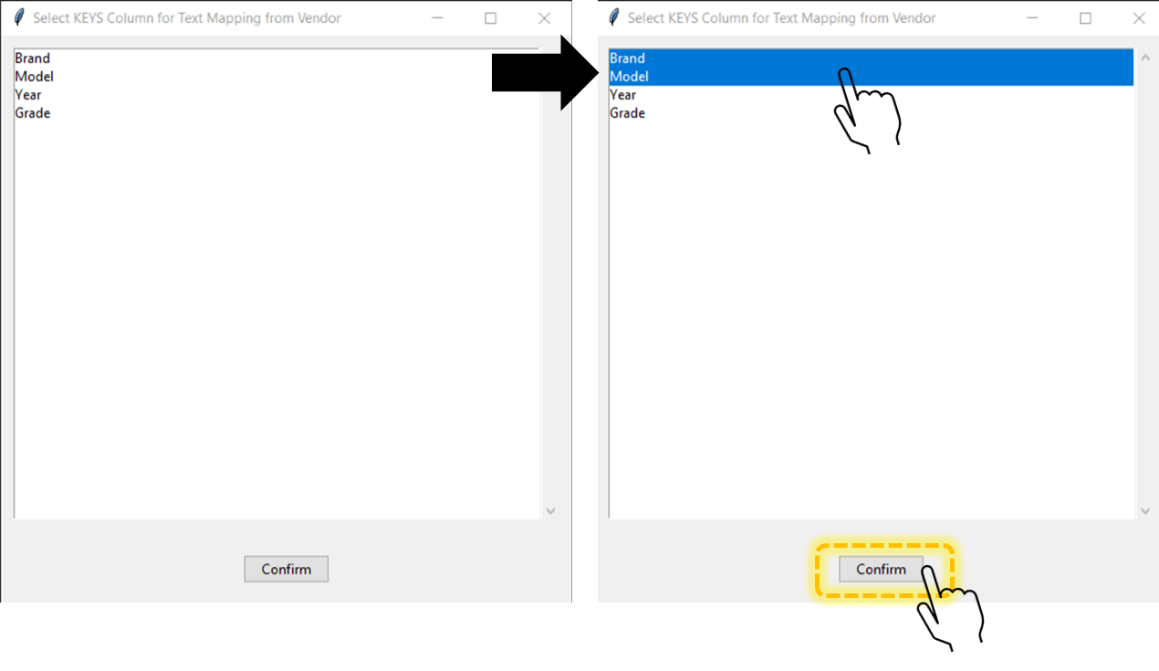 Select KEYS Column for Text Mapping from Vendor
Brand
Model
Year
Grade
Confirm
Select KEYS Column for Text Mapping from Vendor
Brand
Model
Year
Grade
Confirm